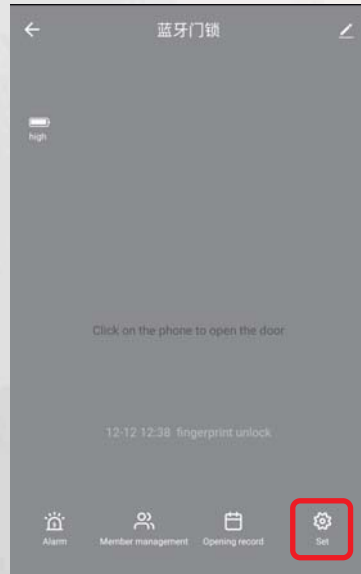 蓝牙门锁
high
Click on the phone to open the door
12-12 12:38 fingerprint unlock
Alarm Member management Opening record Set